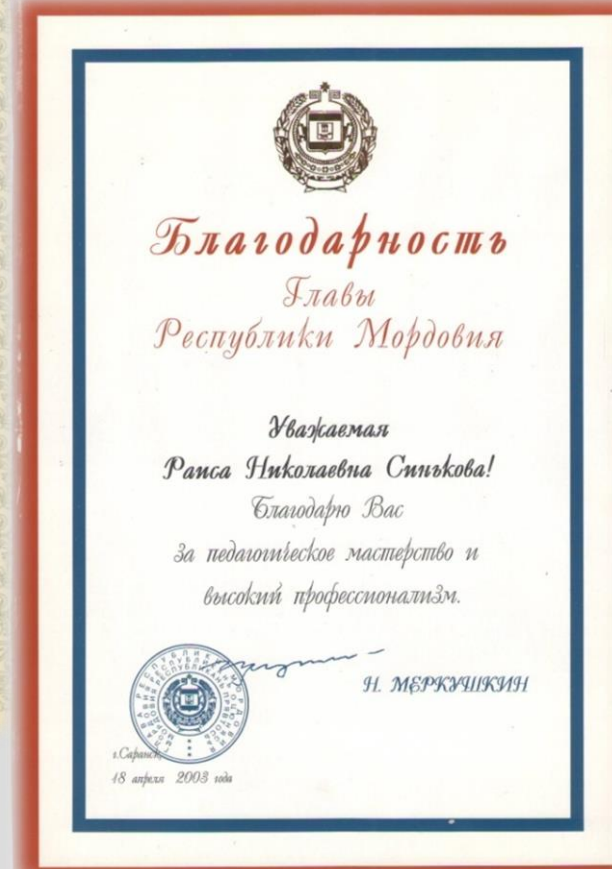 Благодарность
Главы
Республики Мордовия
Уважаемая
Раиса Николаевна Синькова!
Благодарю Вас
за педагогическое мастерство и
высокий профессионализм.
Н. МЕРКУШКИН
г.Саранск,
18 апреля 2003 года